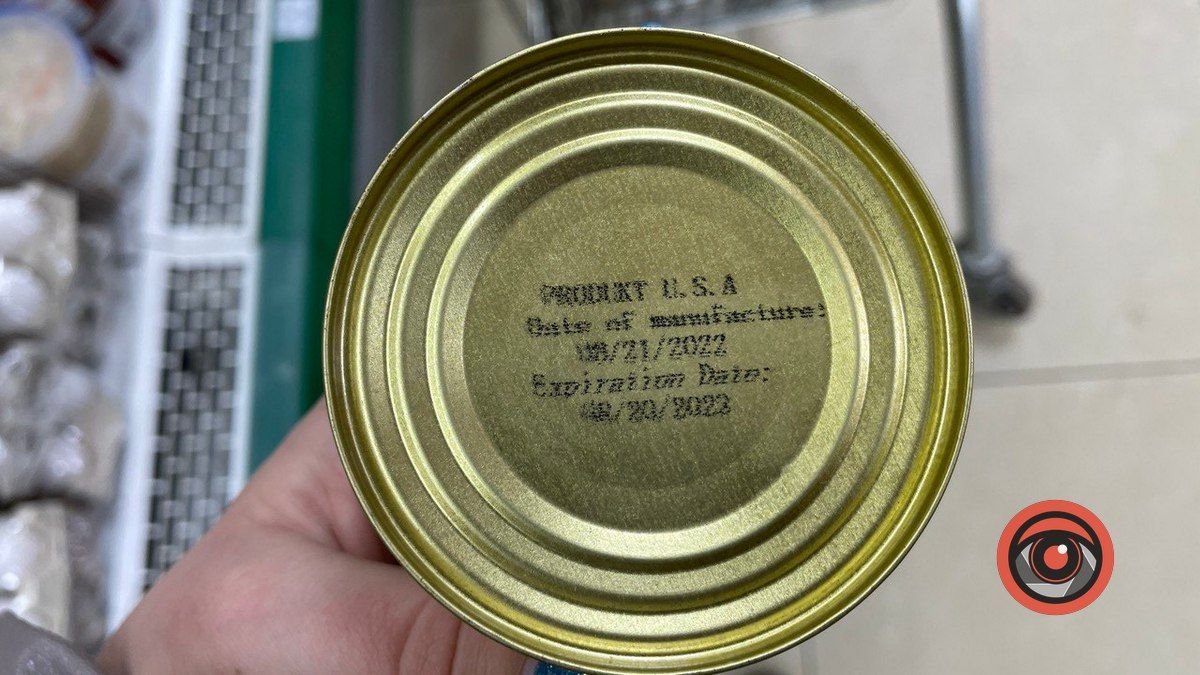 PRODUKT U.S.A
Date of manufacture:
08/21/2022
Expiration Date:
08/20/2023